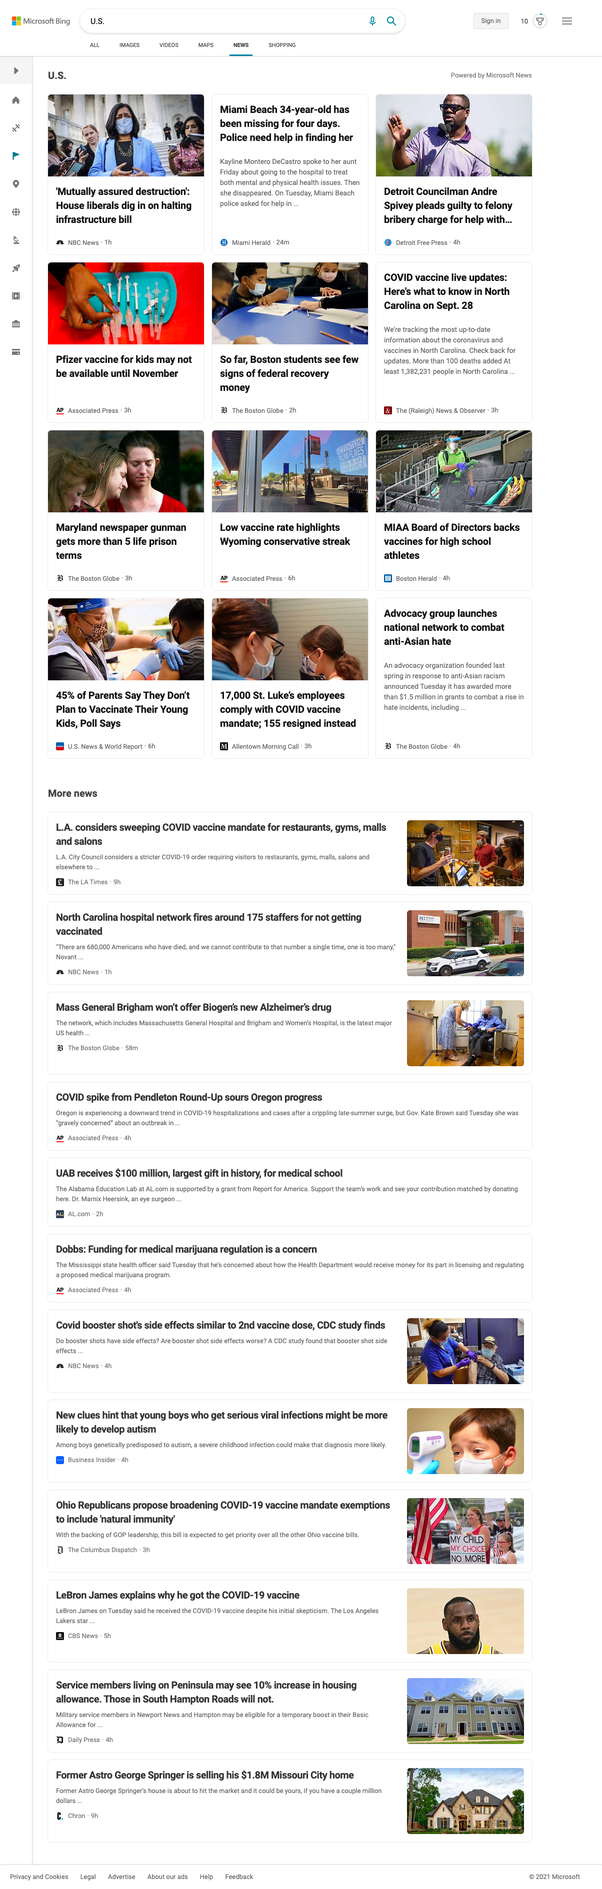 Microsoft Bing
U.S.
Sign in
10
ALL
IMAGES
VIDEOS
MAPS
NEWS
SHOPPING
U.S.
Powered by Microsoft News
'Mutually assured destruction':
House liberals dig in on halting
infrastructure bill
NBC News · 1h
Miami Beach 34-year-old has
been missing for four days.
Police need help in finding her
Kayline Montero DeCastro spoke to her aunt
Friday about going to the hospital to treat
both mental and physical health issues. Then
she disappeared. On Tuesday, Miami Beach
police asked for help in ...
Miami Herald · 24m
Detroit Councilman Andre
Spivey pleads guilty to felony
bribery charge for help with...
Detroit Free Press · 4h
Pfizer vaccine for kids may not
be available until November
AP Associated Press · 3h
So far, Boston students see few
signs of federal recovery
money
B The Boston Globe · 2h
COVID vaccine live updates:
Here's what to know in North
Carolina on Sept. 28
We're tracking the most up-to-date
information about the coronavirus and
vaccines in North Carolina. Check back for
updates. More than 100 deaths added At
least 1,382,231 people in North Carolina ...
The (Raleigh) News & Observer · 3h
Maryland newspaper gunman
gets more than 5 life prison
terms
B The Boston Globe · 3h
Low vaccine rate highlights
Wyoming conservative streak
AP Associated Press · 6h
MIAA Board of Directors backs
vaccines for high school
athletes
Boston Herald · 4h
45% of Parents Say They Don't
Plan to Vaccinate Their Young
Kids, Poll Says
U.S. News & World Report · 6h
17,000 St. Luke's employees
comply with COVID vaccine
mandate; 155 resigned instead
M Allentown Morning Call · 3h
Advocacy group launches
national network to combat
anti-Asian hate
An advocacy organization founded last
spring in response to anti-Asian racism
announced Tuesday it has awarded more
than $1.5 million in grants to combat a rise in
hate incidents, including ...
B The Boston Globe · 4h
More news
L.A. considers sweeping COVID vaccine mandate for restaurants, gyms, malls
and salons
L.A. City Council considers a stricter COVID-19 order requiring visitors to restaurants, gyms, malls, salons and
elsewhere to ...
The LA Times · 9h
North Carolina hospital network fires around 175 staffers for not getting
vaccinated
"There are 680,000 Americans who have died, and we cannot contribute to that number a single time, one is too many,"
Novant ...
NBC News · 1h
Mass General Brigham won't offer Biogen's new Alzheimer's drug
The network, which includes Massachusetts General Hospital and Brigham and Women's Hospital, is the latest major
US health ...
B The Boston Globe · 58m
COVID spike from Pendleton Round-Up sours Oregon progress
Oregon is experiencing a downward trend in COVID-19 hospitalizations and cases after a crippling late-summer surge, but Gov. Kate Brown said Tuesday she was
"gravely concerned" about an outbreak in ...
AP Associated Press · 4h
UAB receives $100 million, largest gift in history, for medical school
The Alabama Education Lab at AL.com is supported by a grant from Report for America. Support the team's work and see your contribution matched by donating
here. Dr. Marnix Heersink, an eye surgeon ...
AL.com · 2h
Dobbs: Funding for medical marijuana regulation is a concern
The Mississippi state health officer said Tuesday that he's concerned about how the Health Department would receive money for its part in licensing and regulating
a proposed medical marijuana program.
AP Associated Press · 4h
Covid booster shot's side effects similar to 2nd vaccine dose, CDC study finds
Do booster shots have side effects? Are booster shot side effects worse? A CDC study found that booster shot side
effects ...
NBC News · 4h
New clues hint that young boys who get serious viral infections might be more
likely to develop autism
Among boys genetically predisposed to autism, a severe childhood infection could make that diagnosis more likely.
Business Insider · 4h
Ohio Republicans propose broadening COVID-19 vaccine mandate exemptions
to include 'natural immunity'
With the backing of GOP leadership, this bill is expected to get priority over all the other Ohio vaccine bills.
The Columbus Dispatch · 3h
MY CHILD
MY CHOICE
NO MORE
LeBron James explains why he got the COVID-19 vaccine
LeBron James on Tuesday said he received the COVID-19 vaccine despite his initial skepticism. The Los Angeles
Lakers star ...
CBS News · 5h
Service members living on Peninsula may see 10% increase in housing
allowance. Those in South Hampton Roads will not.
Military service members in Newport News and Hampton may be eligible for a temporary boost in their Basic
Allowance for ...
Daily Press · 4h
Former Astro George Springer is selling his $1.8M Missouri City home
Former Astro George Springer's house is about to hit the market and it could be yours, if you have a couple million
dollars ...
Chron · 9h
Privacy and Cookies
Legal
Advertise
About our ads
Help
Feedback
© 2021 Microsoft